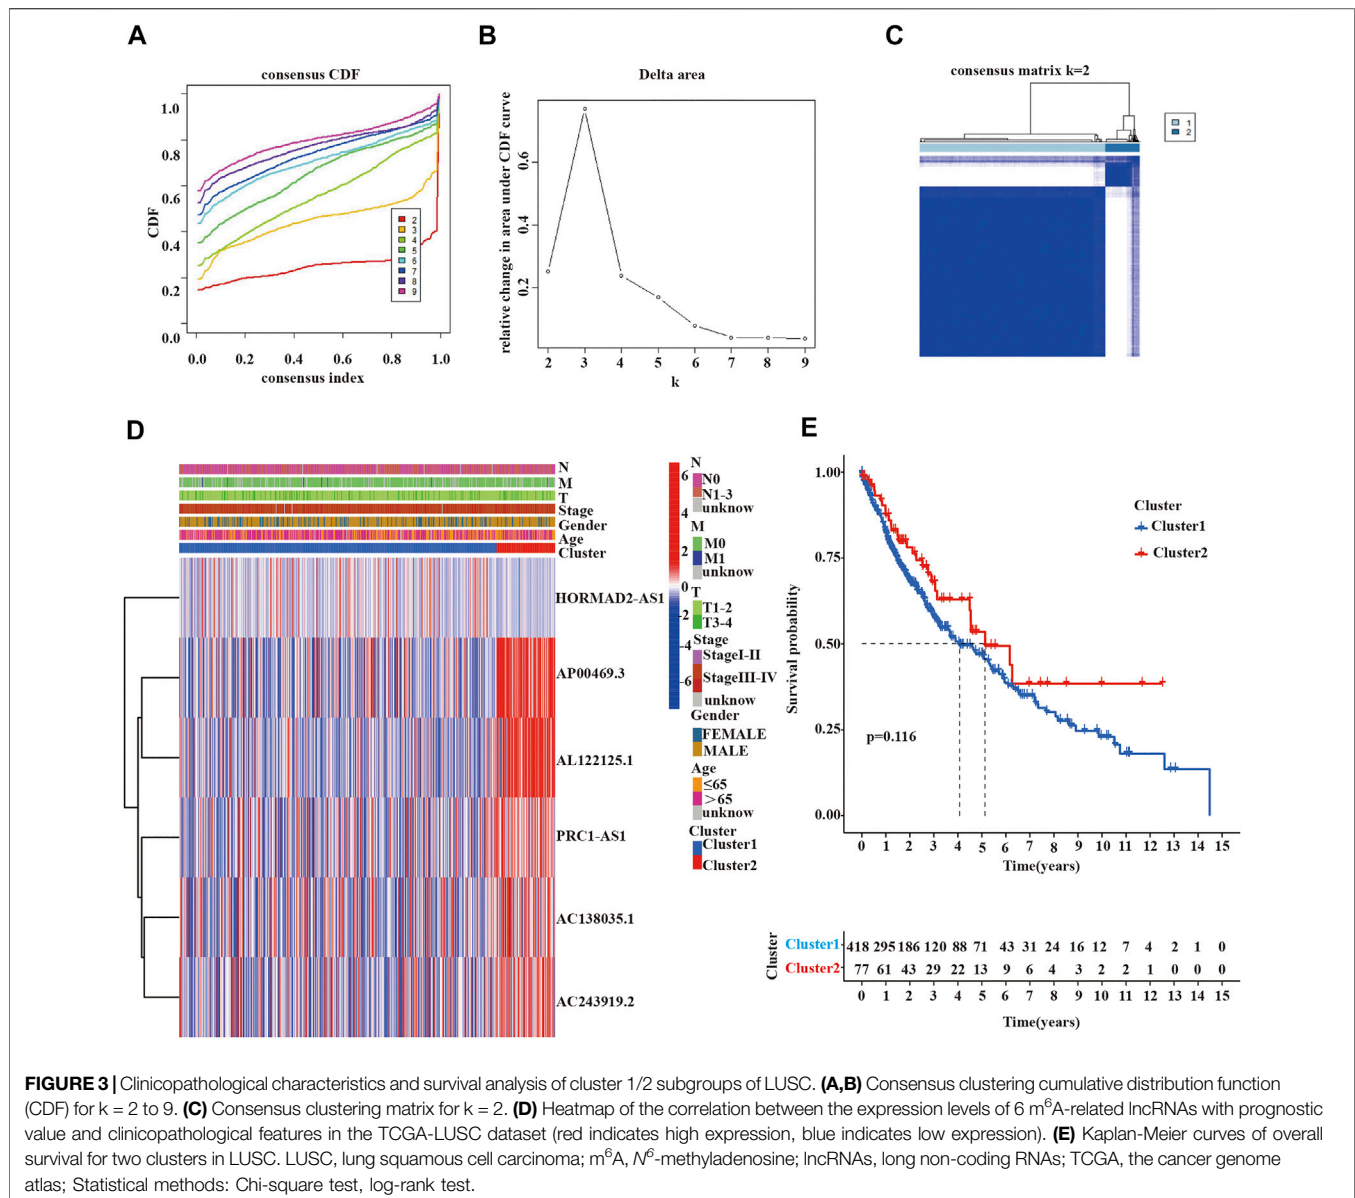 A
consensus CDF
CDF
1.0
0.8
0.6
0.4
0.2
0.0
2
3
4
5
6
7
8
9
0.0 0.2 0.4 0.6 0.8 1.0
consensus index
B
Delta area
relative change in area under CDF curve
0.6
0.4
0.2
2 3 4 5 6 7 8 9
k
C
consensus matrix k=2
1
2
D
N
M
T
Stage
Gender
Age
Cluster
HORMAD2-AS1
AP00469.3
AL122125.1
PRC1-AS1
AC138035.1
AC243919.2
6
4
2
0
-2
-4
-6
N
N0
N1-3
unknow
M
M0
M1
unknow
T
T1-2
T3-4
Stage
StageI-II
StageIII-IV
unknow
Gender
FEMALE
MALE
Age
≤65
>65
unknow
Cluster
Cluster1
Cluster2
E
Survival probability
1.00
0.75
0.50
0.25
0.00
p=0.116
Cluster
Cluster1
Cluster2
0 1 2 3 4 5 6 7 8 9 10 11 12 13 14 15
Time(years)
Cluster
Cluster1 418 295 186 120 88 71 43 31 24 16 12 7 4 2 1 0
Cluster2 77 61 43 29 22 13 9 6 4 3 2 2 1 0 0 0
0 1 2 3 4 5 6 7 8 9 10 11 12 13 14 15
Time(years)
FIGURE 3 | Clinicopathological characteristics and survival analysis of cluster 1/2 subgroups of LUSC. (A,B) Consensus clustering cumulative distribution function
(CDF) for k = 2 to 9. (C) Consensus clustering matrix for k = 2. (D) Heatmap of the correlation between the expression levels of 6 m⁶A-related lncRNAs with prognostic
value and clinicopathological features in the TCGA-LUSC dataset (red indicates high expression, blue indicates low expression). (E) Kaplan-Meier curves of overall
survival for two clusters in LUSC. LUSC, lung squamous cell carcinoma; m⁶A, N⁶-methyladenosine; lncRNAs, long non-coding RNAs; TCGA, the cancer genome
atlas; Statistical methods: Chi-square test, log-rank test.